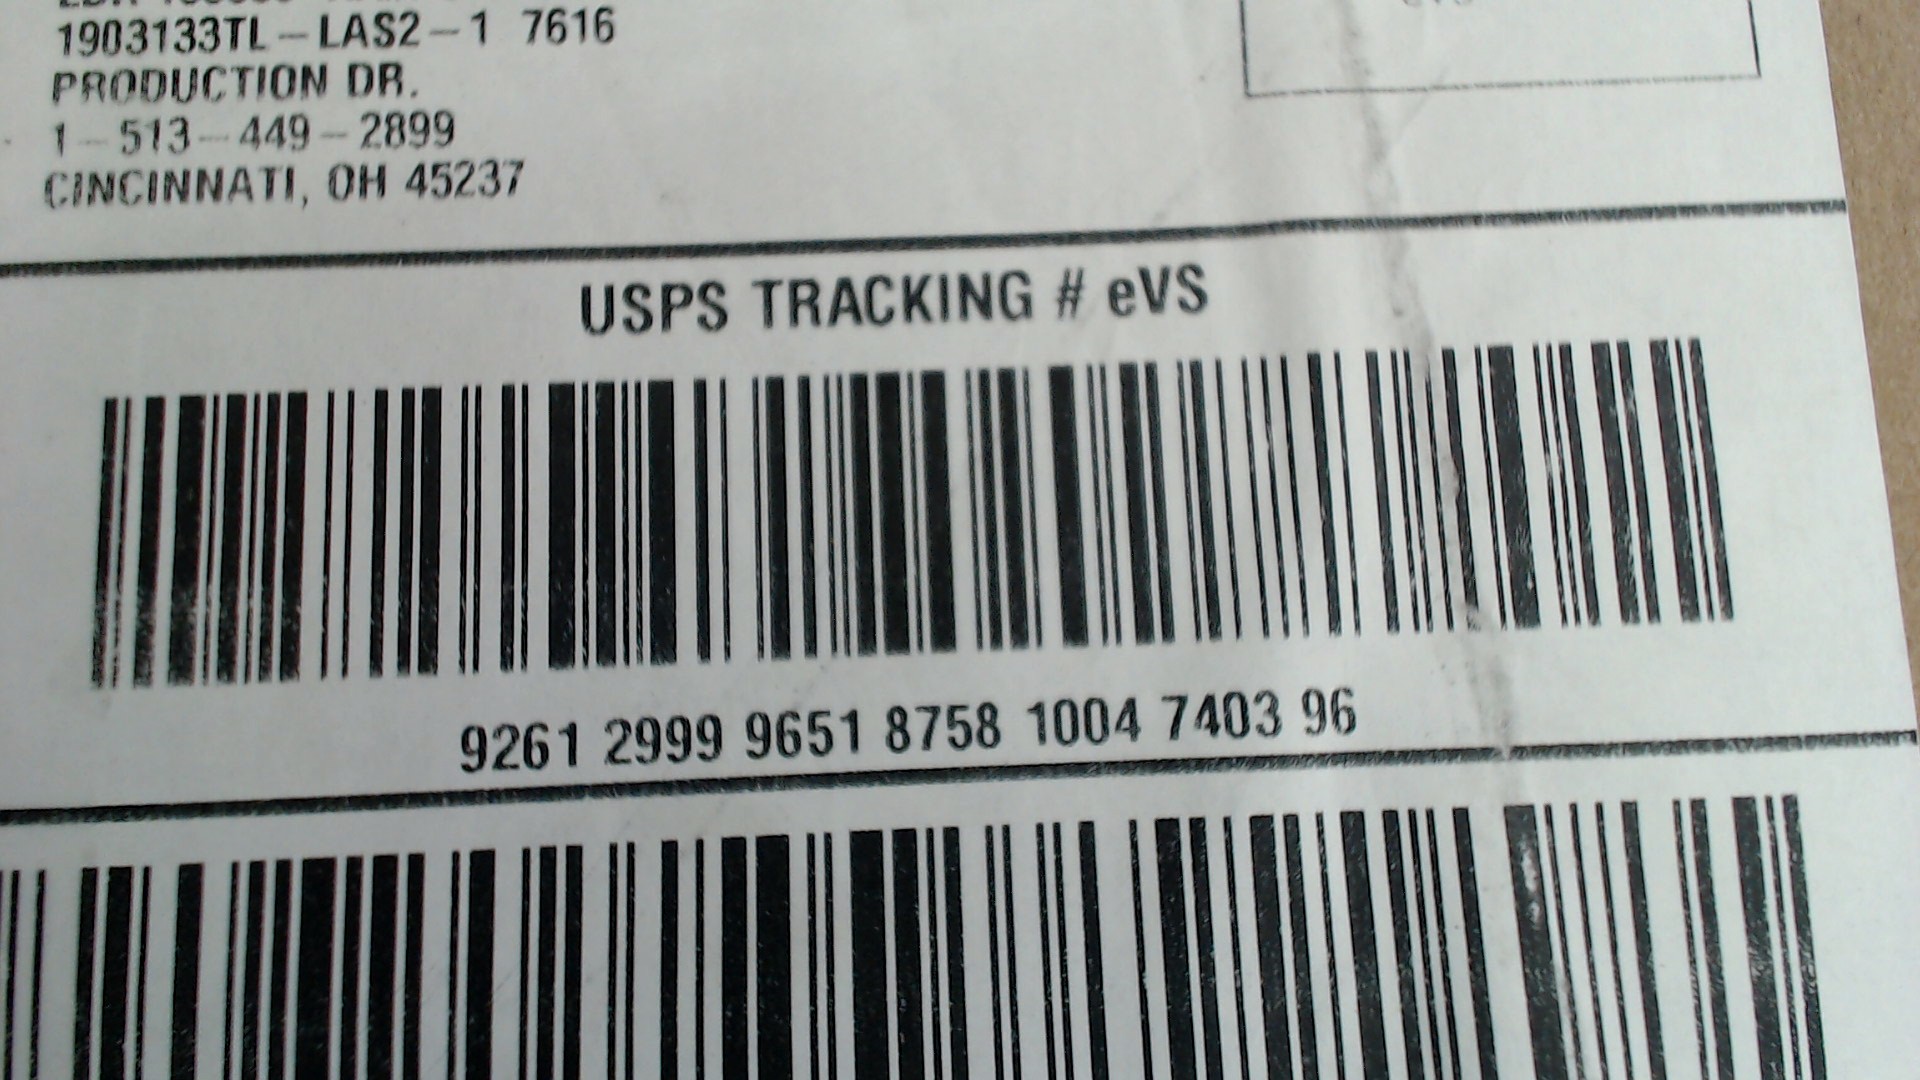 1903133TL – LAS2 – 1 7616
PRODUCTION DR.
1 – 513 – 449 – 2899
CINCINNATI, OH 45237
USPS TRACKING # eVS
9261 2999 9651 8758 1004 7403 96